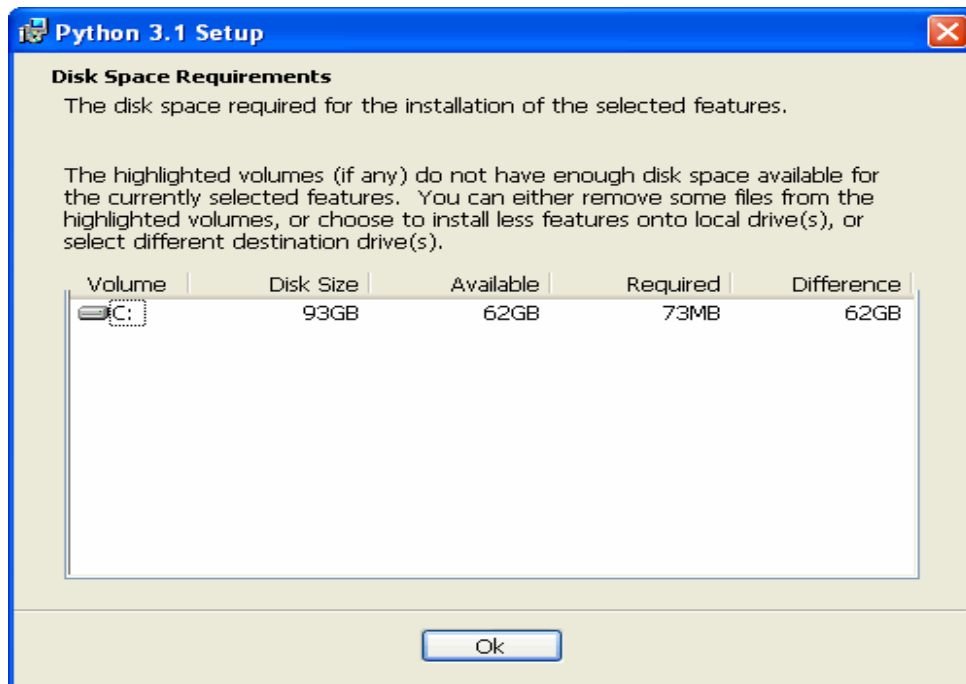 Python 3.1 Setup
Disk Space Requirements
The disk space required for the installation of the selected features.
The highlighted volumes (if any) do not have enough disk space available for
the currently selected features.  You can either remove some files from the
highlighted volumes, or choose to install less features onto local drive(s), or
select different destination drive(s).
Volume Disk Size Available Required Difference
C: 93GB 62GB 73MB 62GB
Ok